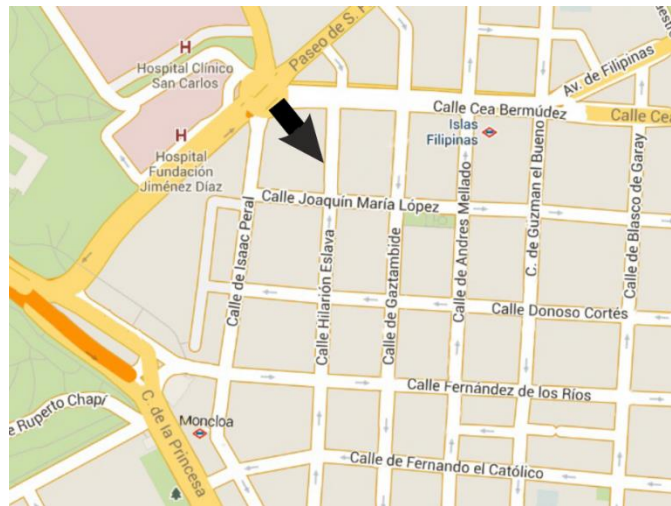 H
Hospital Clínico
San Carlos
Paseo de S. F
Av. de Filipinas
Calle Cea Bermúdez
Calle Cea
Islas
Filipinas
H
Hospital
Fundación
Jiménez Díaz
Calle Joaquín María López
Calle de Isaac Peral
Calle Hilarión Eslava
Calle de Gaztambide
Calle de Andres Mellado
C. de Guzman el Bueno
Calle de Blasco de Garay
Calle Donoso Cortés
Calle Fernández de los Ríos
e Ruperto Chapí
C. de la Princesa
Moncloa
Calle de Fernando el Católico